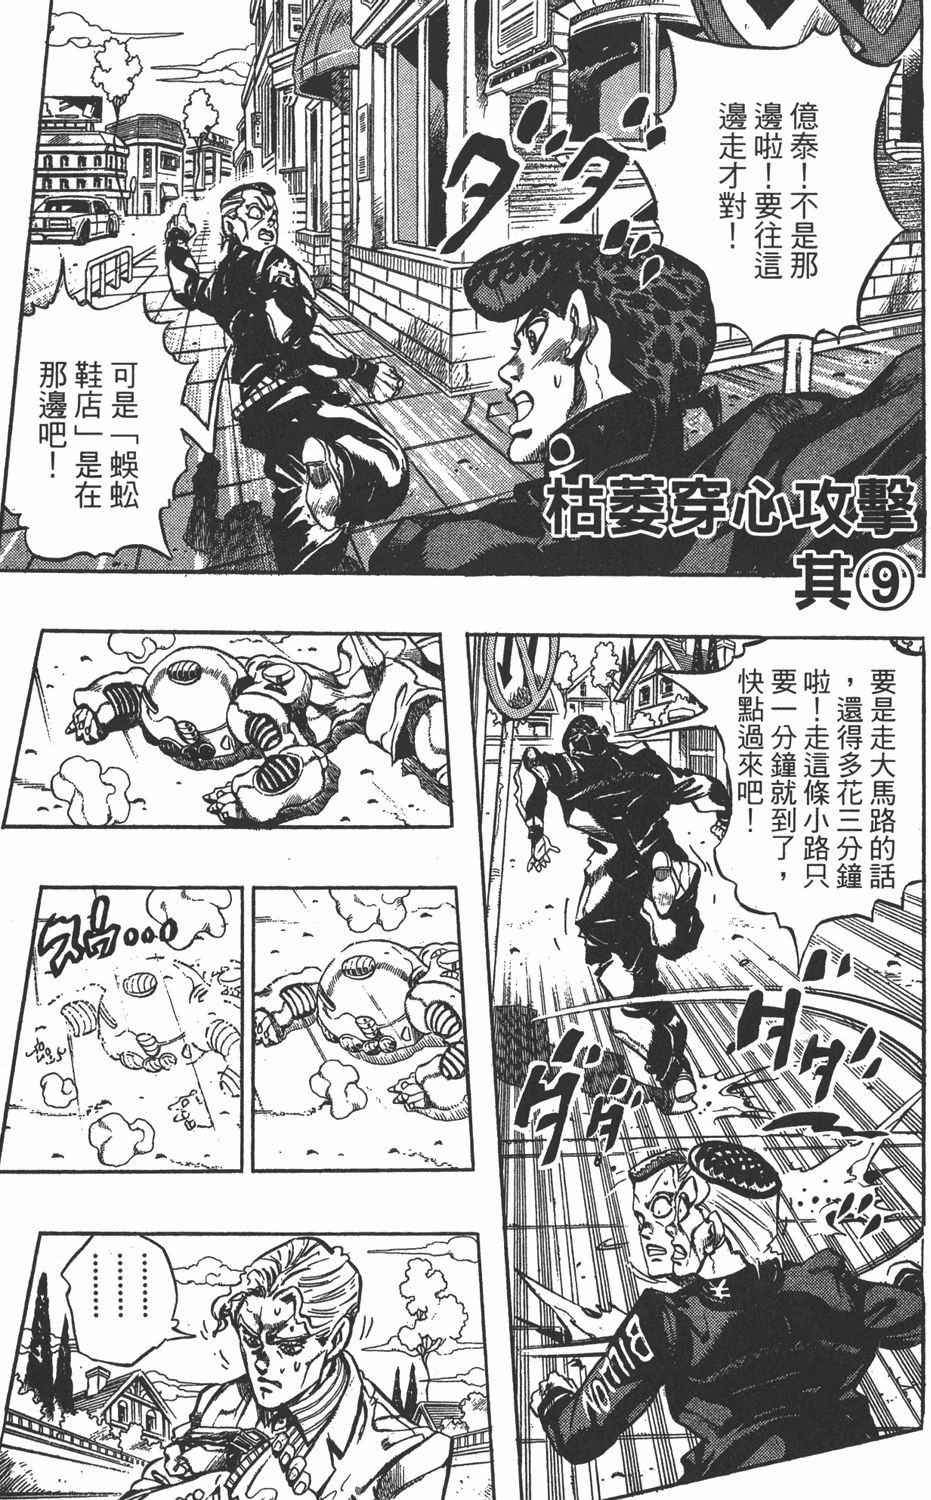 億泰！不是那
邊啦！要往這
邊走才對！
ダダダ
可是「蜈蚣
鞋店」是在
那邊吧！
枯萎穿心攻擊
其⑨
要是走大馬路的話
，還得多花三分鐘
啦！走這條小路只
要一分鐘就到了，
快點過來吧！
ダダ
ダダ
BILLION
¥
………
………